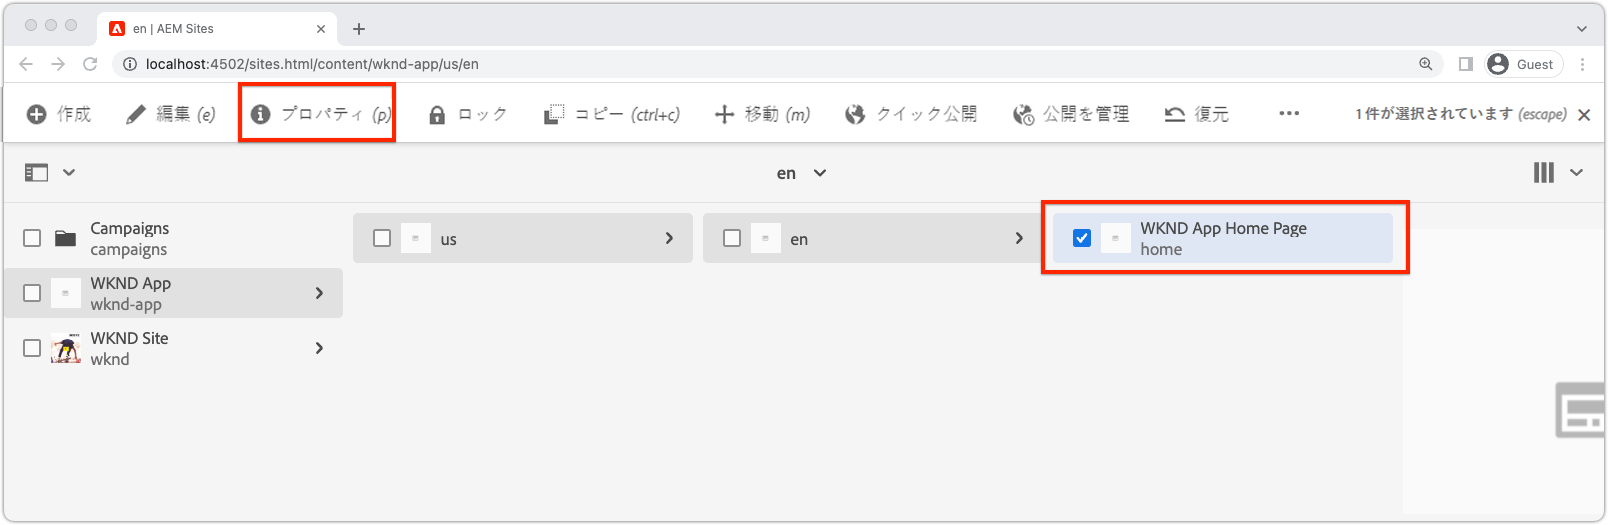 en | AEM Sites
localhost:4502/sites.html/content/wknd-app/us/en
Guest
作成
編集 (e)
プロパティ (p)
ロック
コピー (ctrl+c)
移動 (m)
クイック公開
公開を管理
復元
1 件が選択されています (escape)
en
Campaigns
campaigns
WKND App
wknd-app
WKND Site
wknd
us
en
WKND App Home Page
home